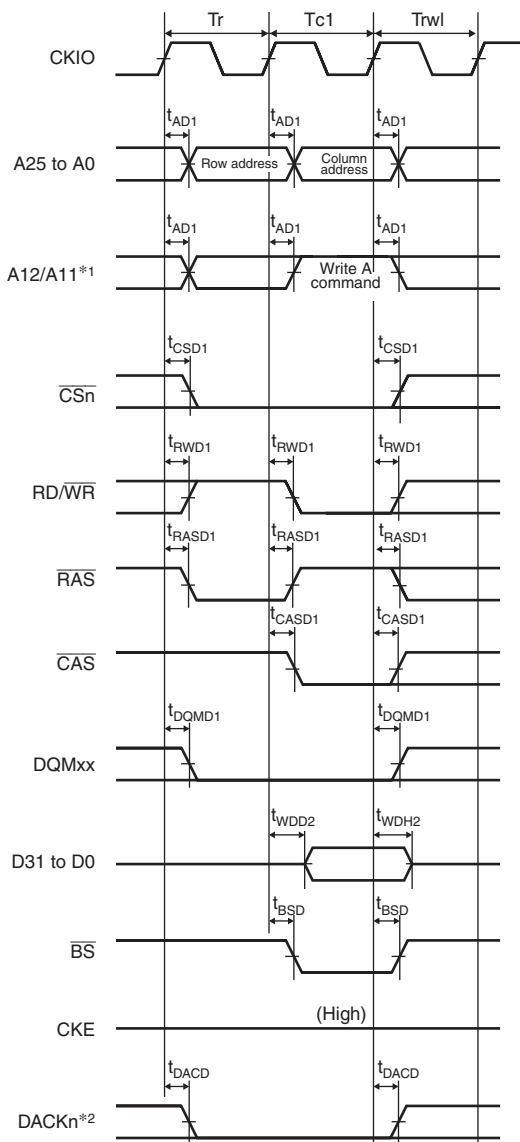 Tr Tc1 Trwl
CKIO
tAD1 tAD1 tAD1
A25 to A0
Row address
Column
address
tAD1 tAD1 tAD1
A12/A11*1
Write A
command
tCSD1 tCSD1
CSn
tRWD1 tRWD1 tRWD1
RD/WR
tRASD1 tRASD1 tRASD1
RAS
tCASD1 tCASD1
CAS
tDQMD1 tDQMD1
DQMxx
tWDD2 tWDH2
D31 to D0
tBSD tBSD
BS
(High)
CKE
tDACD tDACD
DACKn*2